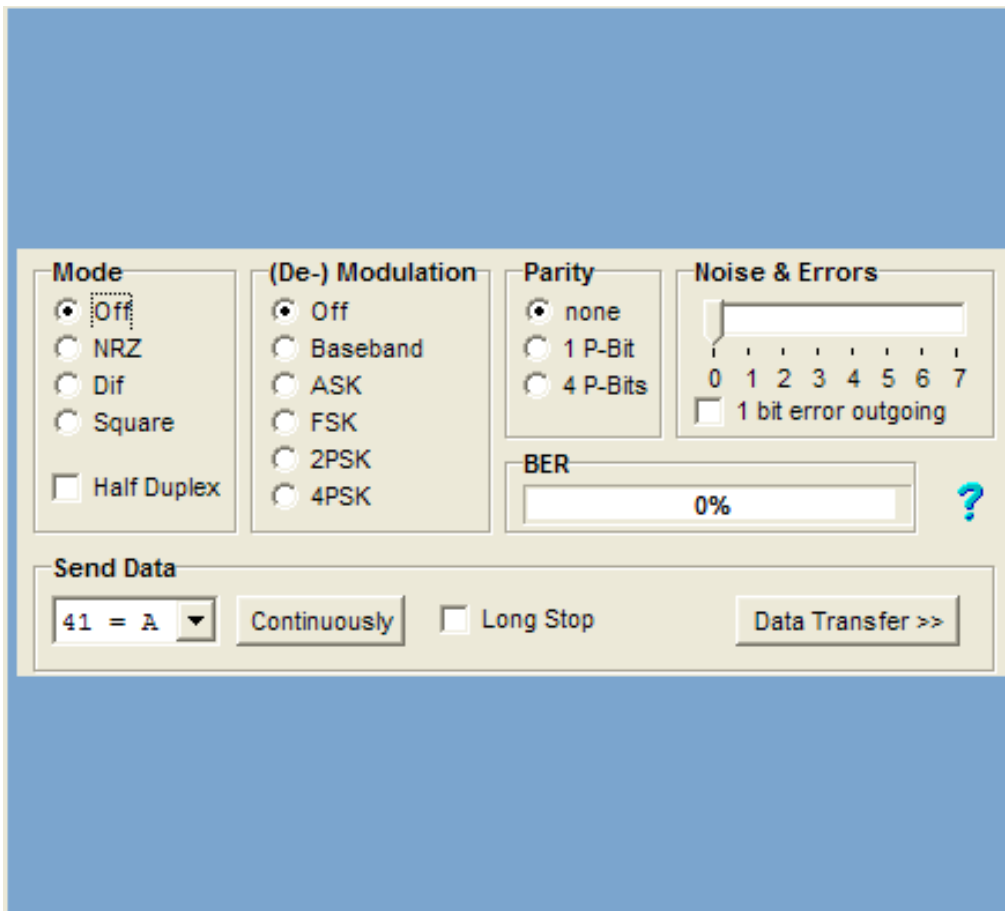 Mode
Off
NRZ
Dif
Square
Half Duplex
(De-) Modulation
Off
Baseband
ASK
FSK
2PSK
4PSK
Parity
none
1 P-Bit
4 P-Bits
Noise & Errors
0 1 2 3 4 5 6 7
1 bit error outgoing
BER
0%
?
Send Data
41 = A
Continuously
Long Stop
Data Transfer >>